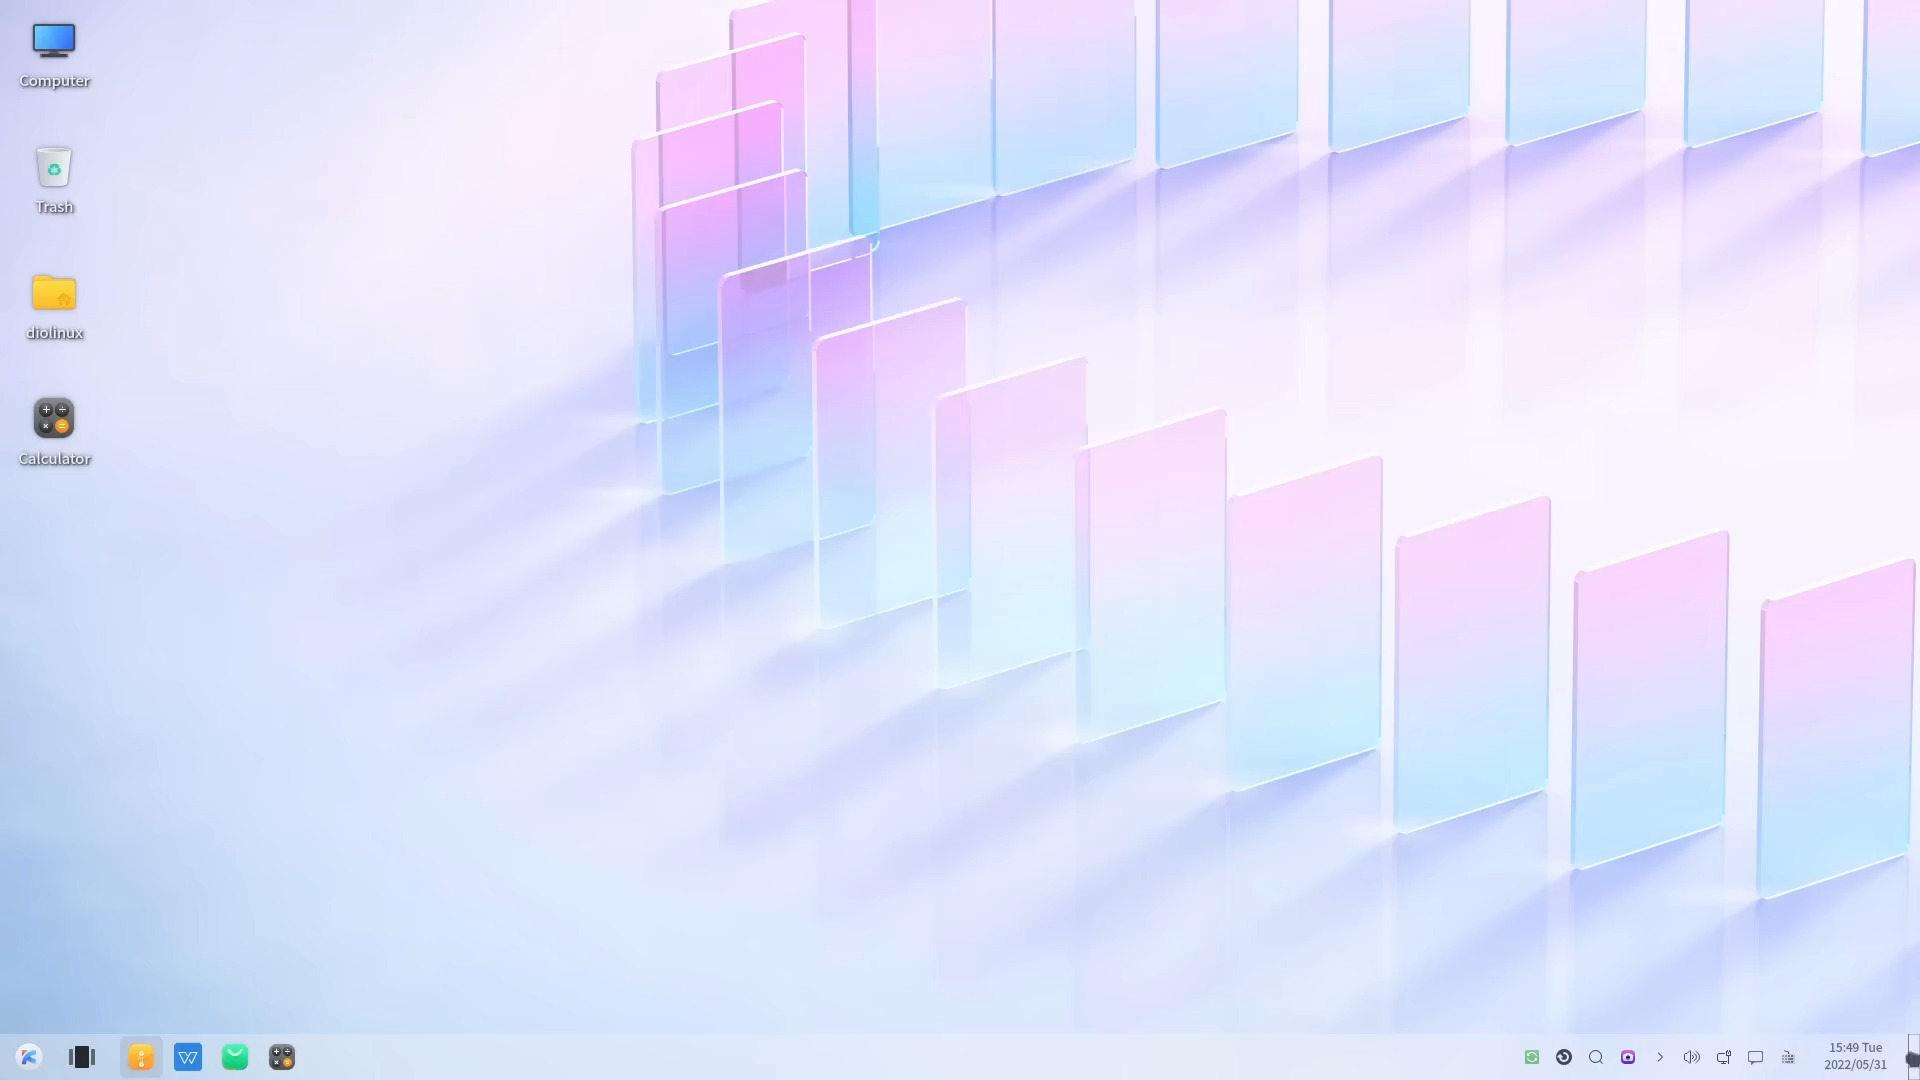 Computer
Trash
diolinux
Calculator
15:49 Tue
2022/05/31